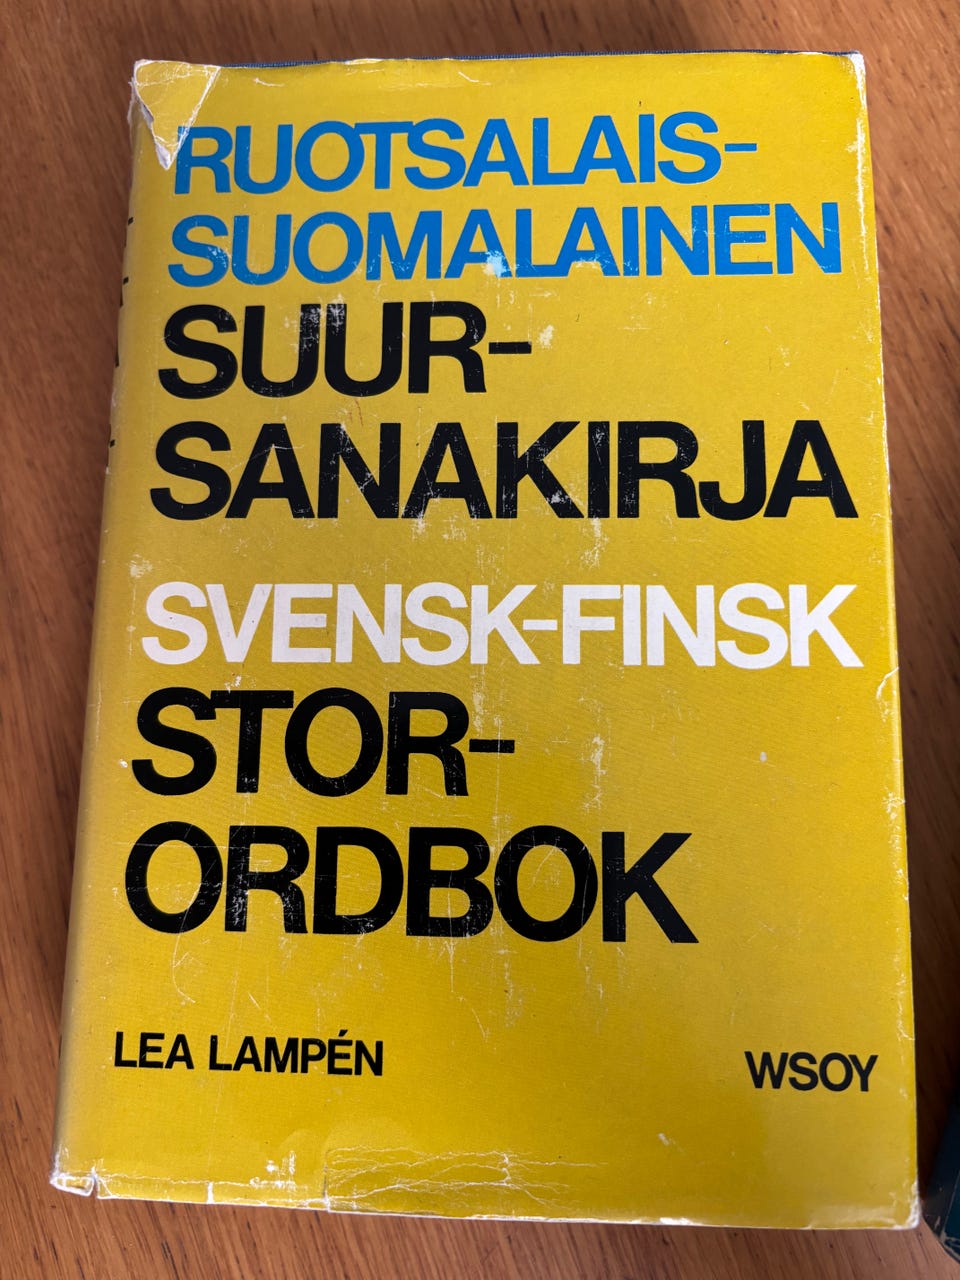 RUOTSALAIS-
SUOMALAINEN
SUUR-
SANAKIRJA
SVENSK-FINSK
STOR-
ORDBOK
LEA LAMPÉN
WSOY